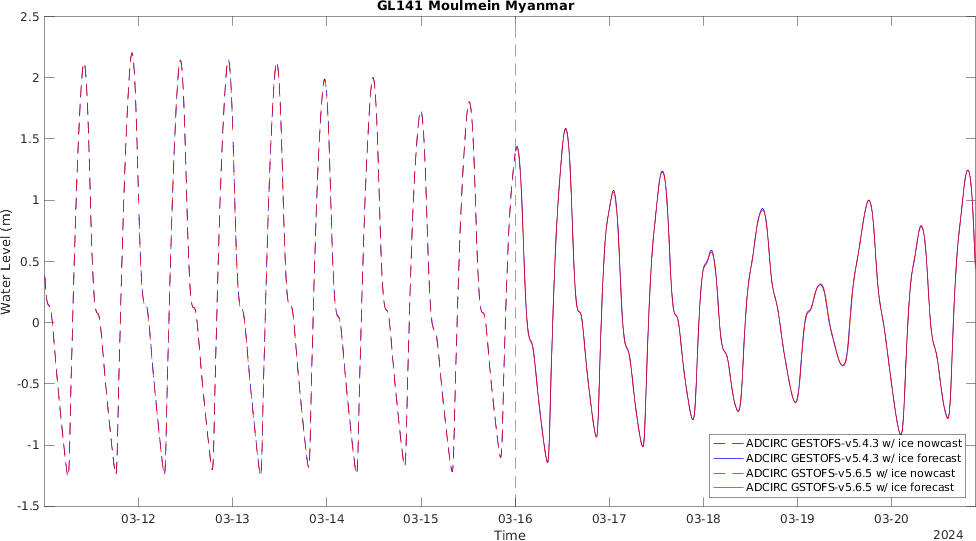 GL141 Moulmein Myanmar
2.5
2
1.5
1
0.5
0
-0.5
-1
-1.5
Water Level (m)
ADCIRC GESTOFS-v5.4.3 w/ ice nowcast
ADCIRC GESTOFS-v5.4.3 w/ ice forecast
ADCIRC GSTOFS-v5.6.5 w/ ice nowcast
ADCIRC GSTOFS-v5.6.5 w/ ice forecast
03-12 03-13 03-14 03-15 03-16 03-17 03-18 03-19 03-20
Time
2024